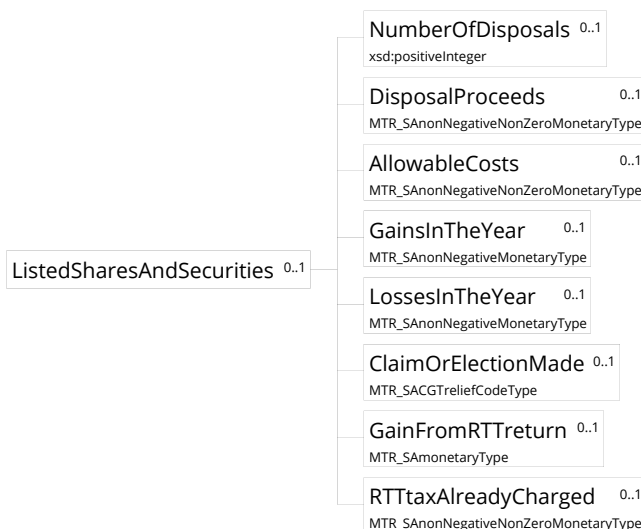 NumberOfDisposals 0..1
xsd:positiveInteger
DisposalProceeds 0..1
MTR_SAnonNegativeNonZeroMonetaryType
AllowableCosts 0..1
MTR_SAnonNegativeNonZeroMonetaryType
GainsInTheYear 0..1
MTR_SAnonNegativeMonetaryType
ListedSharesAndSecurities 0..1
LossesInTheYear 0..1
MTR_SAnonNegativeMonetaryType
ClaimOrElectionMade 0..1
MTR_SACGTreliefCodeType
GainFromRTTreturn 0..1
MTR_SAmonetaryType
RTTtaxAlreadyCharged 0..1
MTR_SAnonNegativeNonZeroMonetaryType